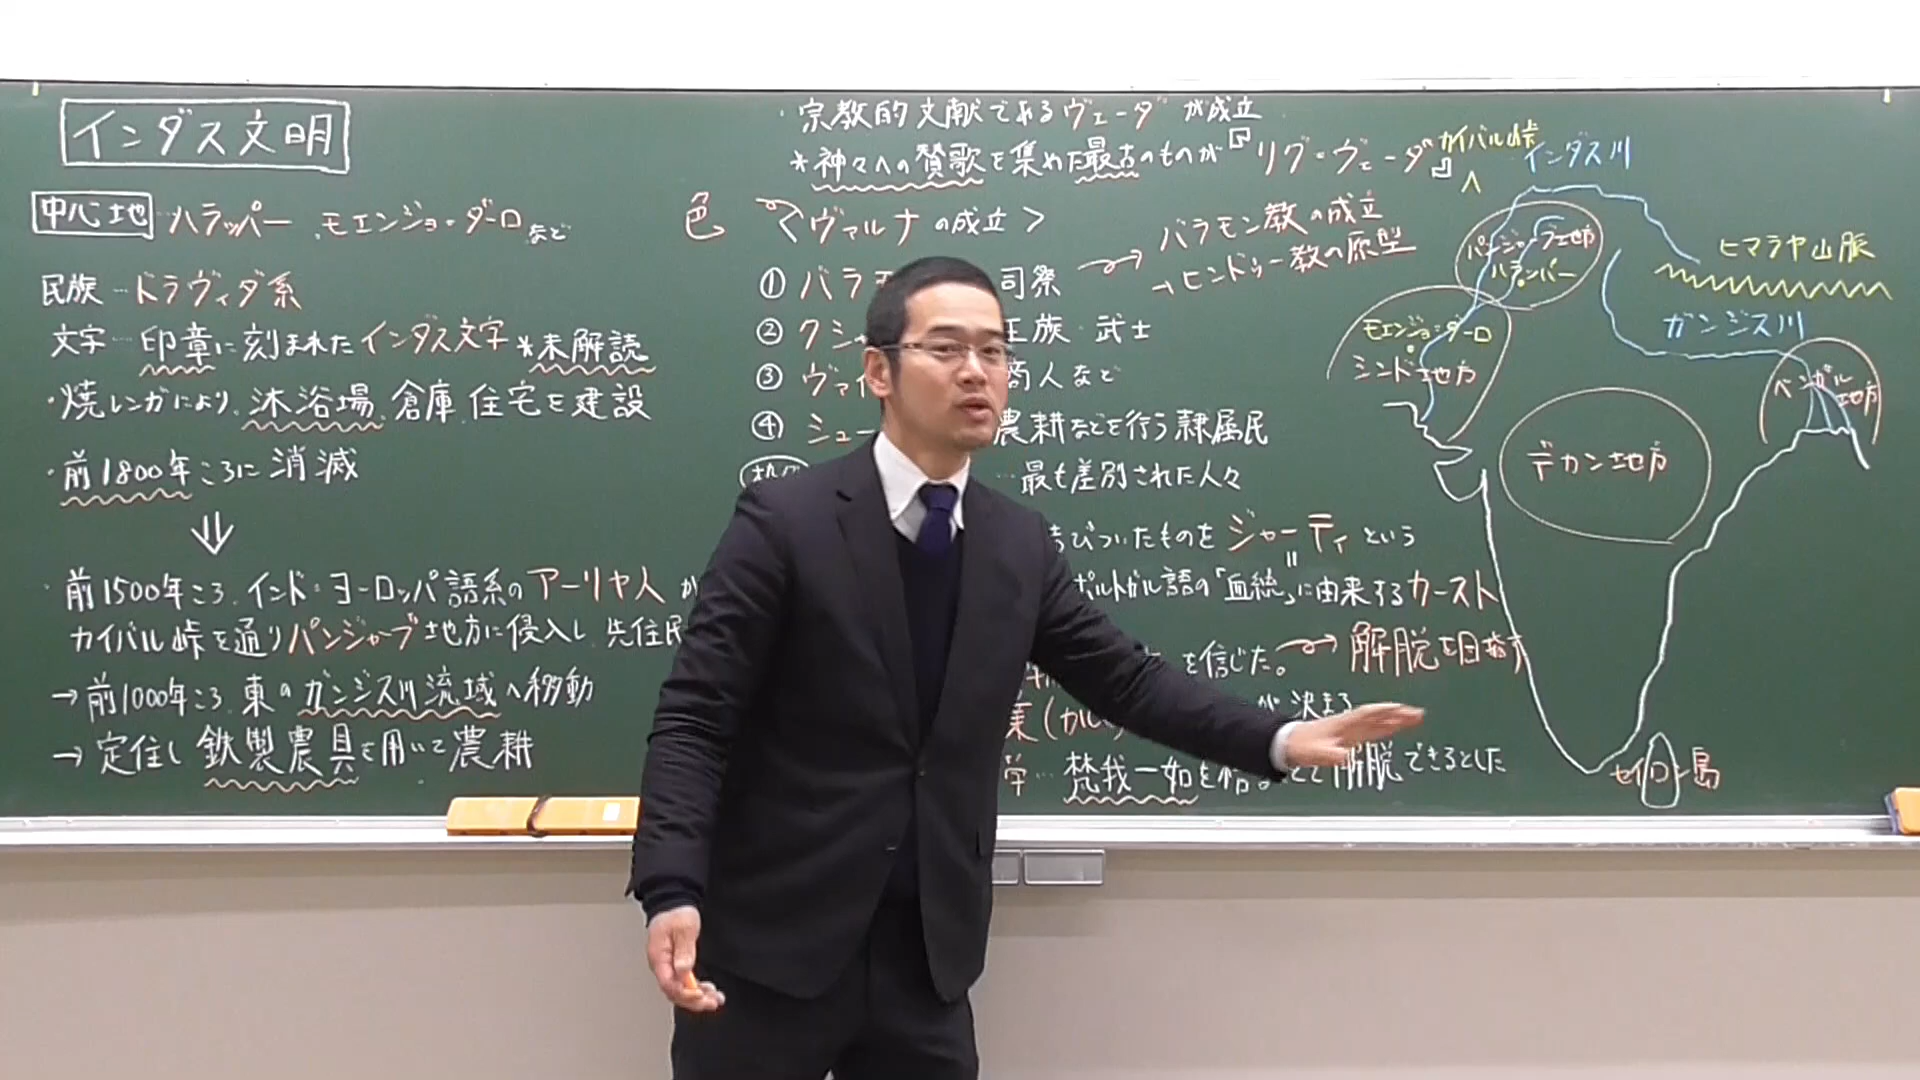 インダス文明
中心地 ハラッパー、モエンジョ=ダーロなど
民族…ドラヴィダ系
文字…印章に刻まれたインダス文字 *未解読
・焼レンガにより、沐浴場、倉庫、住宅を建設
・前1800年ころに消滅
⇓
・前1500年ころ、インド=ヨーロッパ語系のアーリヤ人が
カイバル峠を通りパンジャーブ地方に侵入し、先住民
→前1000年ころ、東のガンジス川流域へ移動
→定住し鉄製農具を用いて農耕
・宗教的文献であるヴェーダが成立
*神々への賛歌を集めた最古のものが『リグ=ヴェーダ』
色 <ヴァルナの成立>
→バラモン教の成立
→ヒンドゥー教の原型
① バラモ 司祭
② クシャ 王族・武士
③ ヴァイ 商人など
④ シュー 農耕などを行う隷属民
…最も差別された人々
結びついたものをジャーティという
=
ポルトガル語の「血統」に由来するカースト
を信じた。→解脱を目指す
業(カル が決まる
学…梵我一如を 解脱できるとした
カイバル峠
インダス川
パンジャーブ地方
ハラッパー
ヒマラヤ山脈
モエンジョ=ダーロ
シンド地方
ガンジス川
ベンガル地方
デカン地方
セイロン島